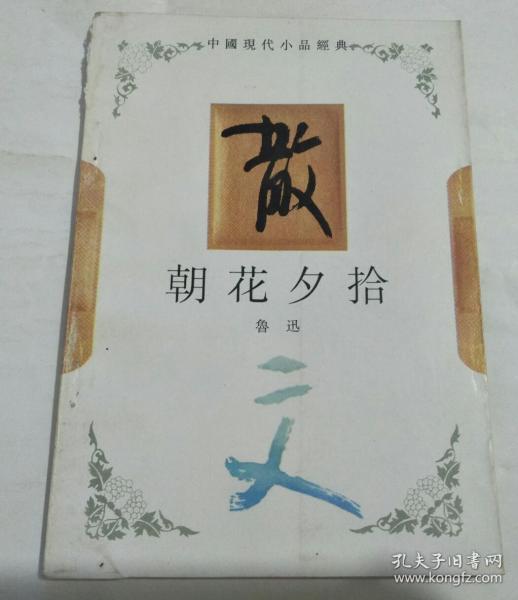 中國現代小品經典
散
朝花夕拾
魯迅
文
孔夫子旧书网
www.kongfz.com